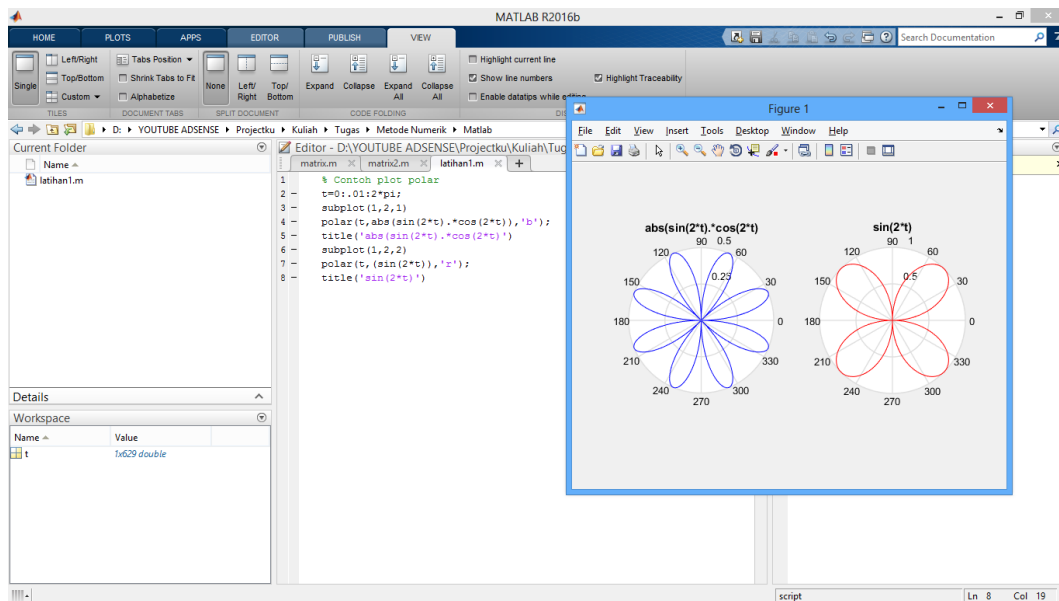 MATLAB R2016b
HOME PLOTS APPS EDITOR PUBLISH VIEW
Search Documentation
Single
Left/Right
Top/Bottom
Custom
TILES
Tabs Position
Shrink Tabs to Fit
Alphabetize
DOCUMENT TABS
None
Left/
Right
Top/
Bottom
SPLIT DOCUMENT
Expand
Collapse
Expand
All
Collapse
All
CODE FOLDING
Highlight current line
Show line numbers
Enable datatips while editing
Highlight Traceability
D: YOUTUBE ADSENSE Projectku Kuliah Tugas Metode Numerik Matlab
Current Folder
Name
latihan1.m
Details
Workspace
Name Value
t 1x629 double
Editor - D:\YOUTUBE ADSENSE\Projectku\Kuliah\Tug
matrix.m matrix2.m latihan1.m
1 % Contoh plot polar
2 – t=0:.01:2*pi;
3 – subplot(1,2,1)
4 – polar(t,abs(sin(2*t).*cos(2*t)),'b');
5 – title('abs(sin(2*t).*cos(2*t)')
6 – subplot(1,2,2)
7 – polar(t,(sin(2*t)),'r');
8 – title('sin(2*t)')
Figure 1
File Edit View Insert Tools Desktop Window Help
abs(sin(2*t).*cos(2*t)
90 0.5
120 60
0.25
150 30
180 0
210 330
240 300
270
sin(2*t)
90 1
120 60
0.5
150 30
180 0
210 330
240 300
270
script Ln 8 Col 19